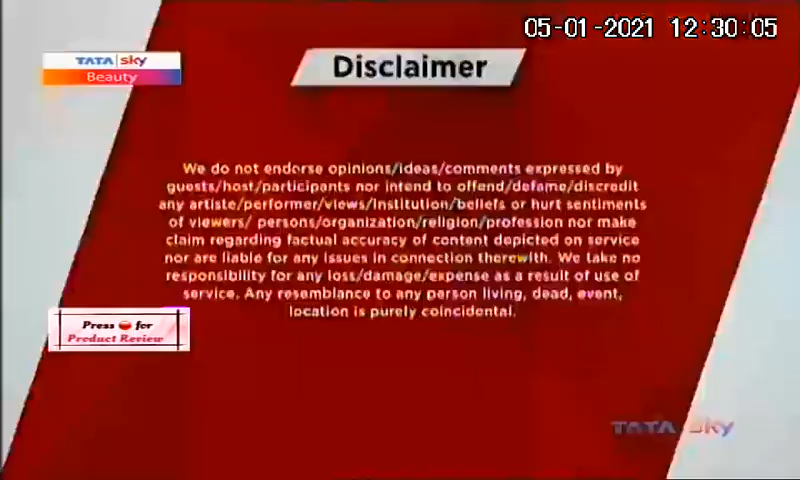 05-01-2021 12:30:05
TATA sky
Beauty
Disclaimer
We do not endorse opinions/ideas/comments expressed by
guests/host/participants nor intend to offend/defame/discredit
any artiste/performer/views/institution/beliefs or hurt sentiments
of viewers/ persons/organization/religion/profession nor make
claim regarding factual accuracy of content depicted on service
nor are liable for any issues in connection therewith. We take no
responsibility for any loss/damage/expense as a result of use of
service. Any resemblance to any person living, dead, event,
location is purely coincidental.
Press for
Product Review
TATA sky